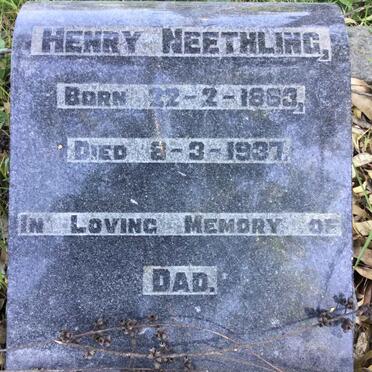 HENRY NEETHLING,
BORN 22-2-1863,
DIED 8-3-1937.
IN LOVING MEMORY OF
DAD.